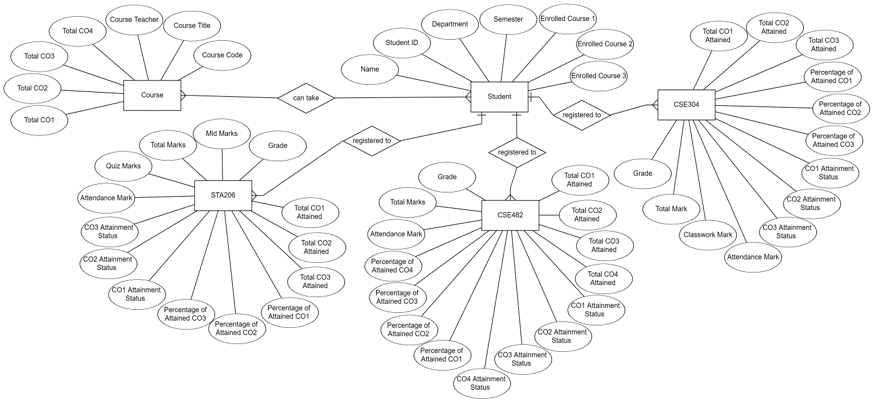 Total CO4
Course Teacher
Course Title
Course Code
Total CO3
Total CO2
Total CO1
Course
can take
Name
Student ID
Department
Semester
Enrolled Course 1
Enrolled Course 2
Enrolled Course 3
Student
registered to
registered to
registered to
Total CO1
Attained
Total CO2
Attained
Total CO3
Attained
Percentage of
Attained CO1
Percentage of
Attained CO2
Percentage of
Attained CO3
CO1 Attainment
Status
CO2 Attainment
Status
CO3 Attainment
Status
Attendance Mark
Classwork Mark
Total Mark
Grade
CSE304
Quiz Marks
Total Marks
Mid Marks
Grade
Attendance Mark
CO3 Attainment
Status
CO2 Attainment
Status
CO1 Attainment
Status
Percentage of
Attained CO3
Percentage of
Attained CO2
Percentage of
Attained CO1
Total CO3
Attained
Total CO2
Attained
Total CO1
Attained
STA206
Grade
Total Marks
Attendance Mark
Percentage of
Attained CO4
Percentage of
Attained CO3
Percentage of
Attained CO2
Percentage of
Attained CO1
CO4 Attainment
Status
CO3 Attainment
Status
CO2 Attainment
Status
CO1 Attainment
Status
Total CO4
Attained
Total CO3
Attained
Total CO2
Attained
Total CO1
Attained
CSE482